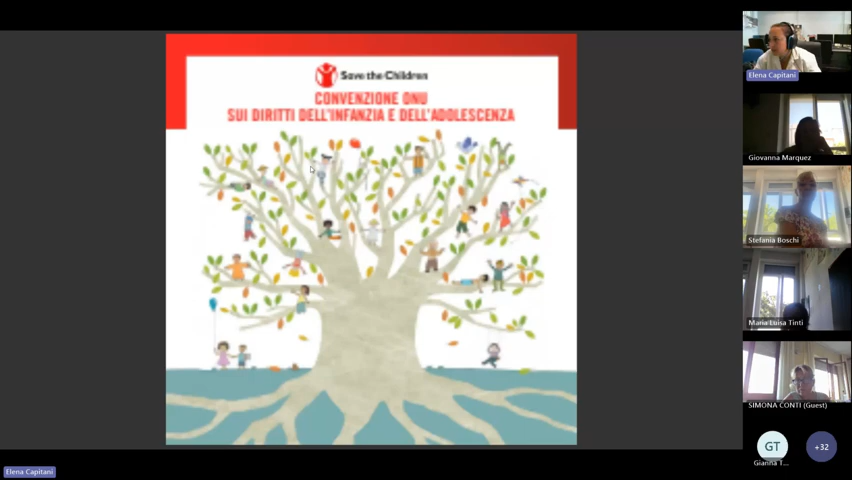 Save the Children
CONVENZIONE ONU
SUI DIRITTI DELL'INFANZIA E DELL'ADOLESCENZA
Elena Capitani
Giovanna Marquez
Stefania Boschi
Maria Luisa Tinti
SIMONA CONTI (Guest)
GT
+32
Gianna T...
Elena Capitani